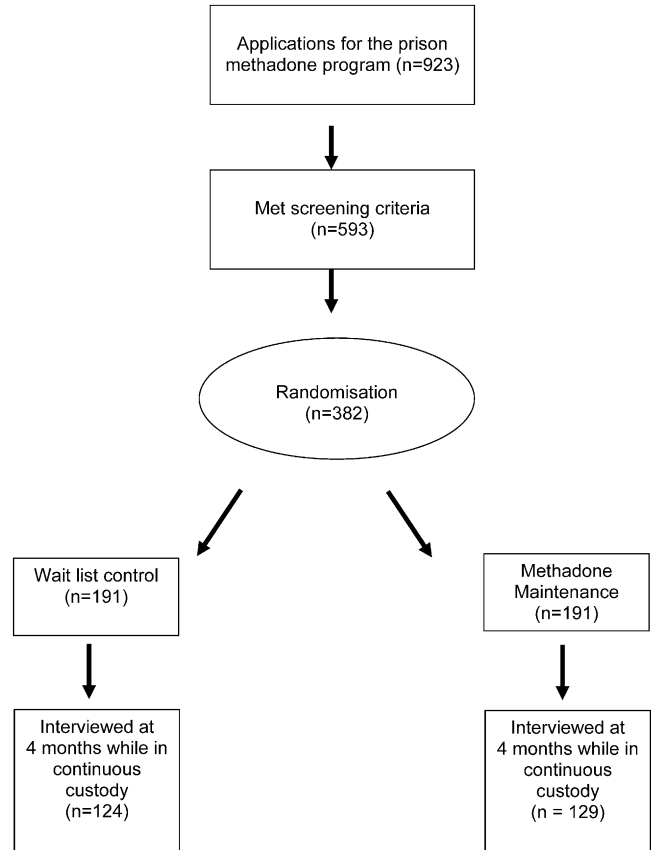 Applications for the prison
methadone program (n=923)
Met screening criteria
(n=593)
Randomisation
(n=382)
Wait list control
(n=191)
Methadone
Maintenance
(n=191)
Interviewed at
4 months while in
continuous
custody
(n=124)
Interviewed at
4 months while in
continuous
custody
(n = 129)